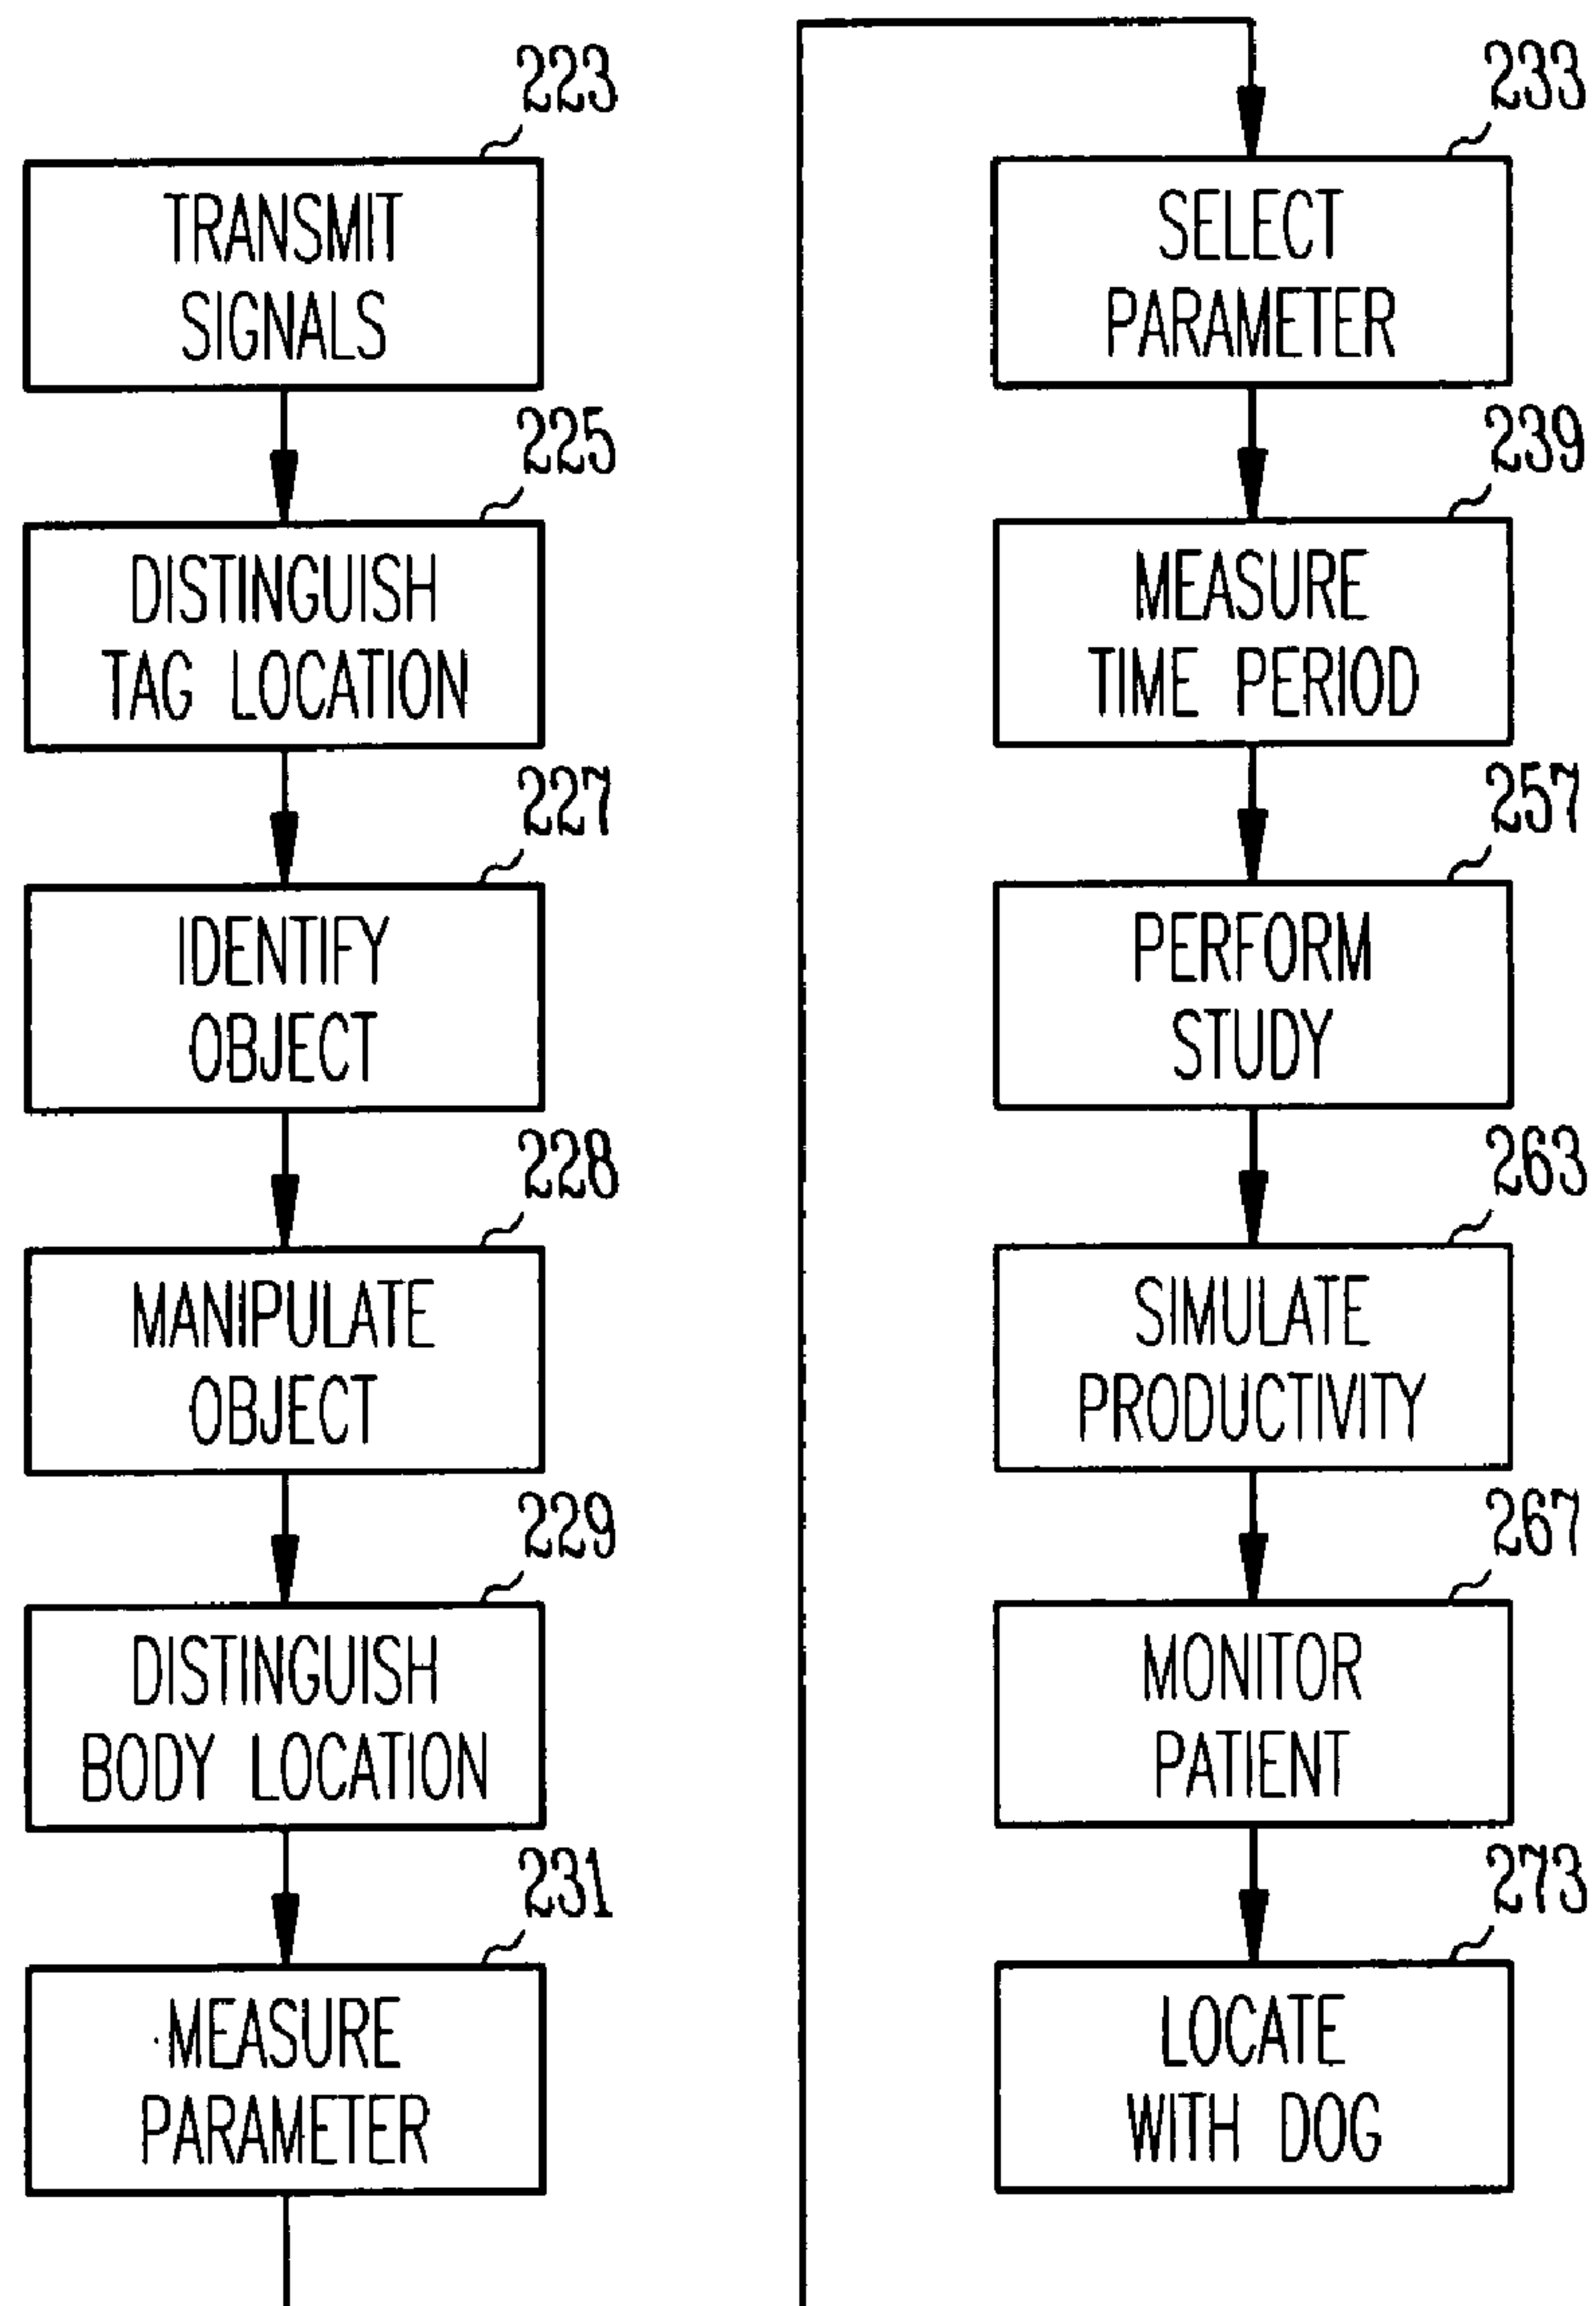 223
TRANSMIT
SIGNALS
225
DISTINGUISH
TAG LOCATION
227
IDENTIFY
OBJECT
228
MANIPULATE
OBJECT
229
DISTINGUISH
BODY LOCATION
231
MEASURE
PARAMETER
233
SELECT
PARAMETER
239
MEASURE
TIME PERIOD
257
PERFORM
STUDY
263
SIMULATE
PRODUCTIVITY
267
MONITOR
PATIENT
273
LOCATE
WITH DOG